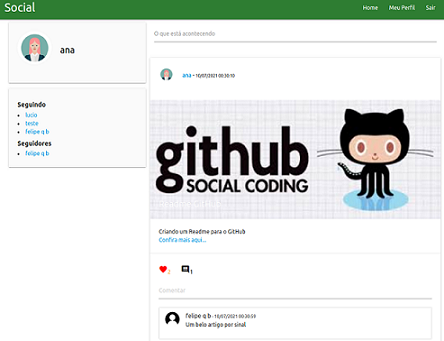 Social
Home Meu Perfil Sair
ana
Seguindo
lucio
teste
felipe q b
Seguidores
felipe q b
O que está acontecendo
ana - 10/07/2021 00:30:10
github
SOCIAL CODING
Criando um Readme para o GitHub
Confira mais aqui...
2 1
Comentar
felipe q b - 10/07/2021 00:30:59
Um belo artigo por sinal